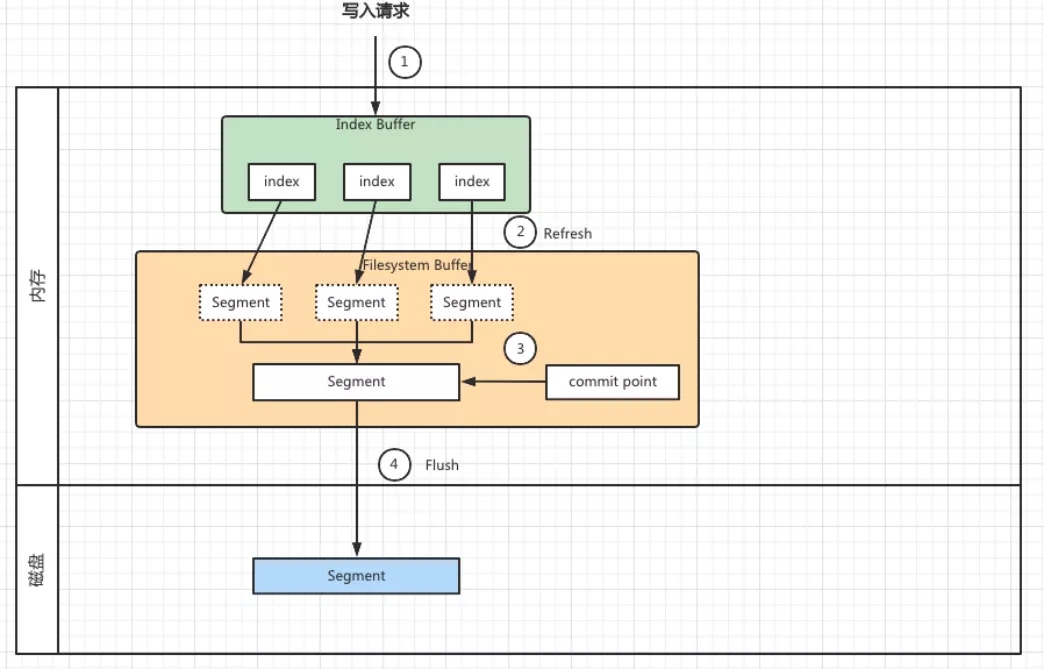 写入请求
1
Index Buffer
index index index
2 Refresh
内存
Filesystem Buffer
Segment Segment Segment
3
Segment
commit point
4 Flush
磁盘
Segment